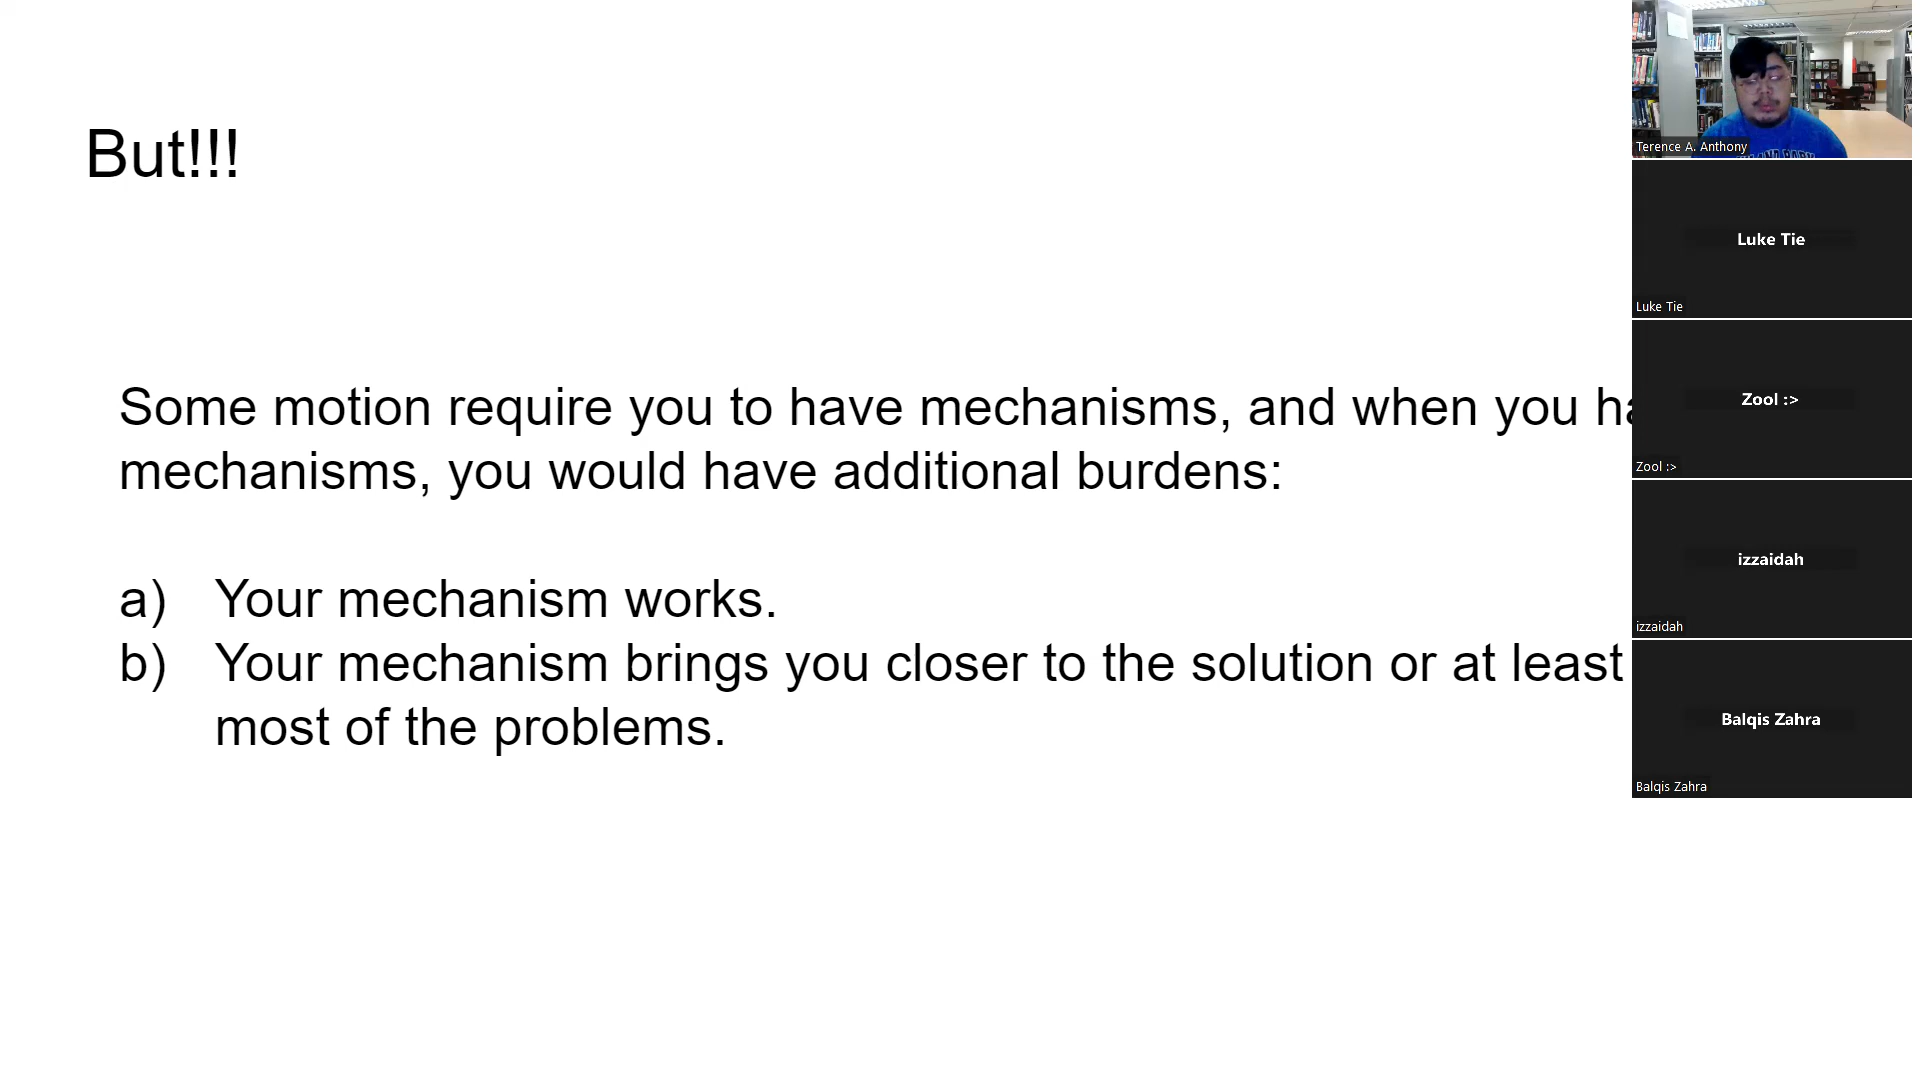 But!!!
Some motion require you to have mechanisms, and when you
mechanisms, you would have additional burdens:
a) Your mechanism works.
b) Your mechanism brings you closer to the solution or at least
most of the problems.
Terence A. Anthony
Luke Tie
Luke Tie
Zool :>
Zool :>
izzaidah
izzaidah
Balqis Zahra
Balqis Zahra